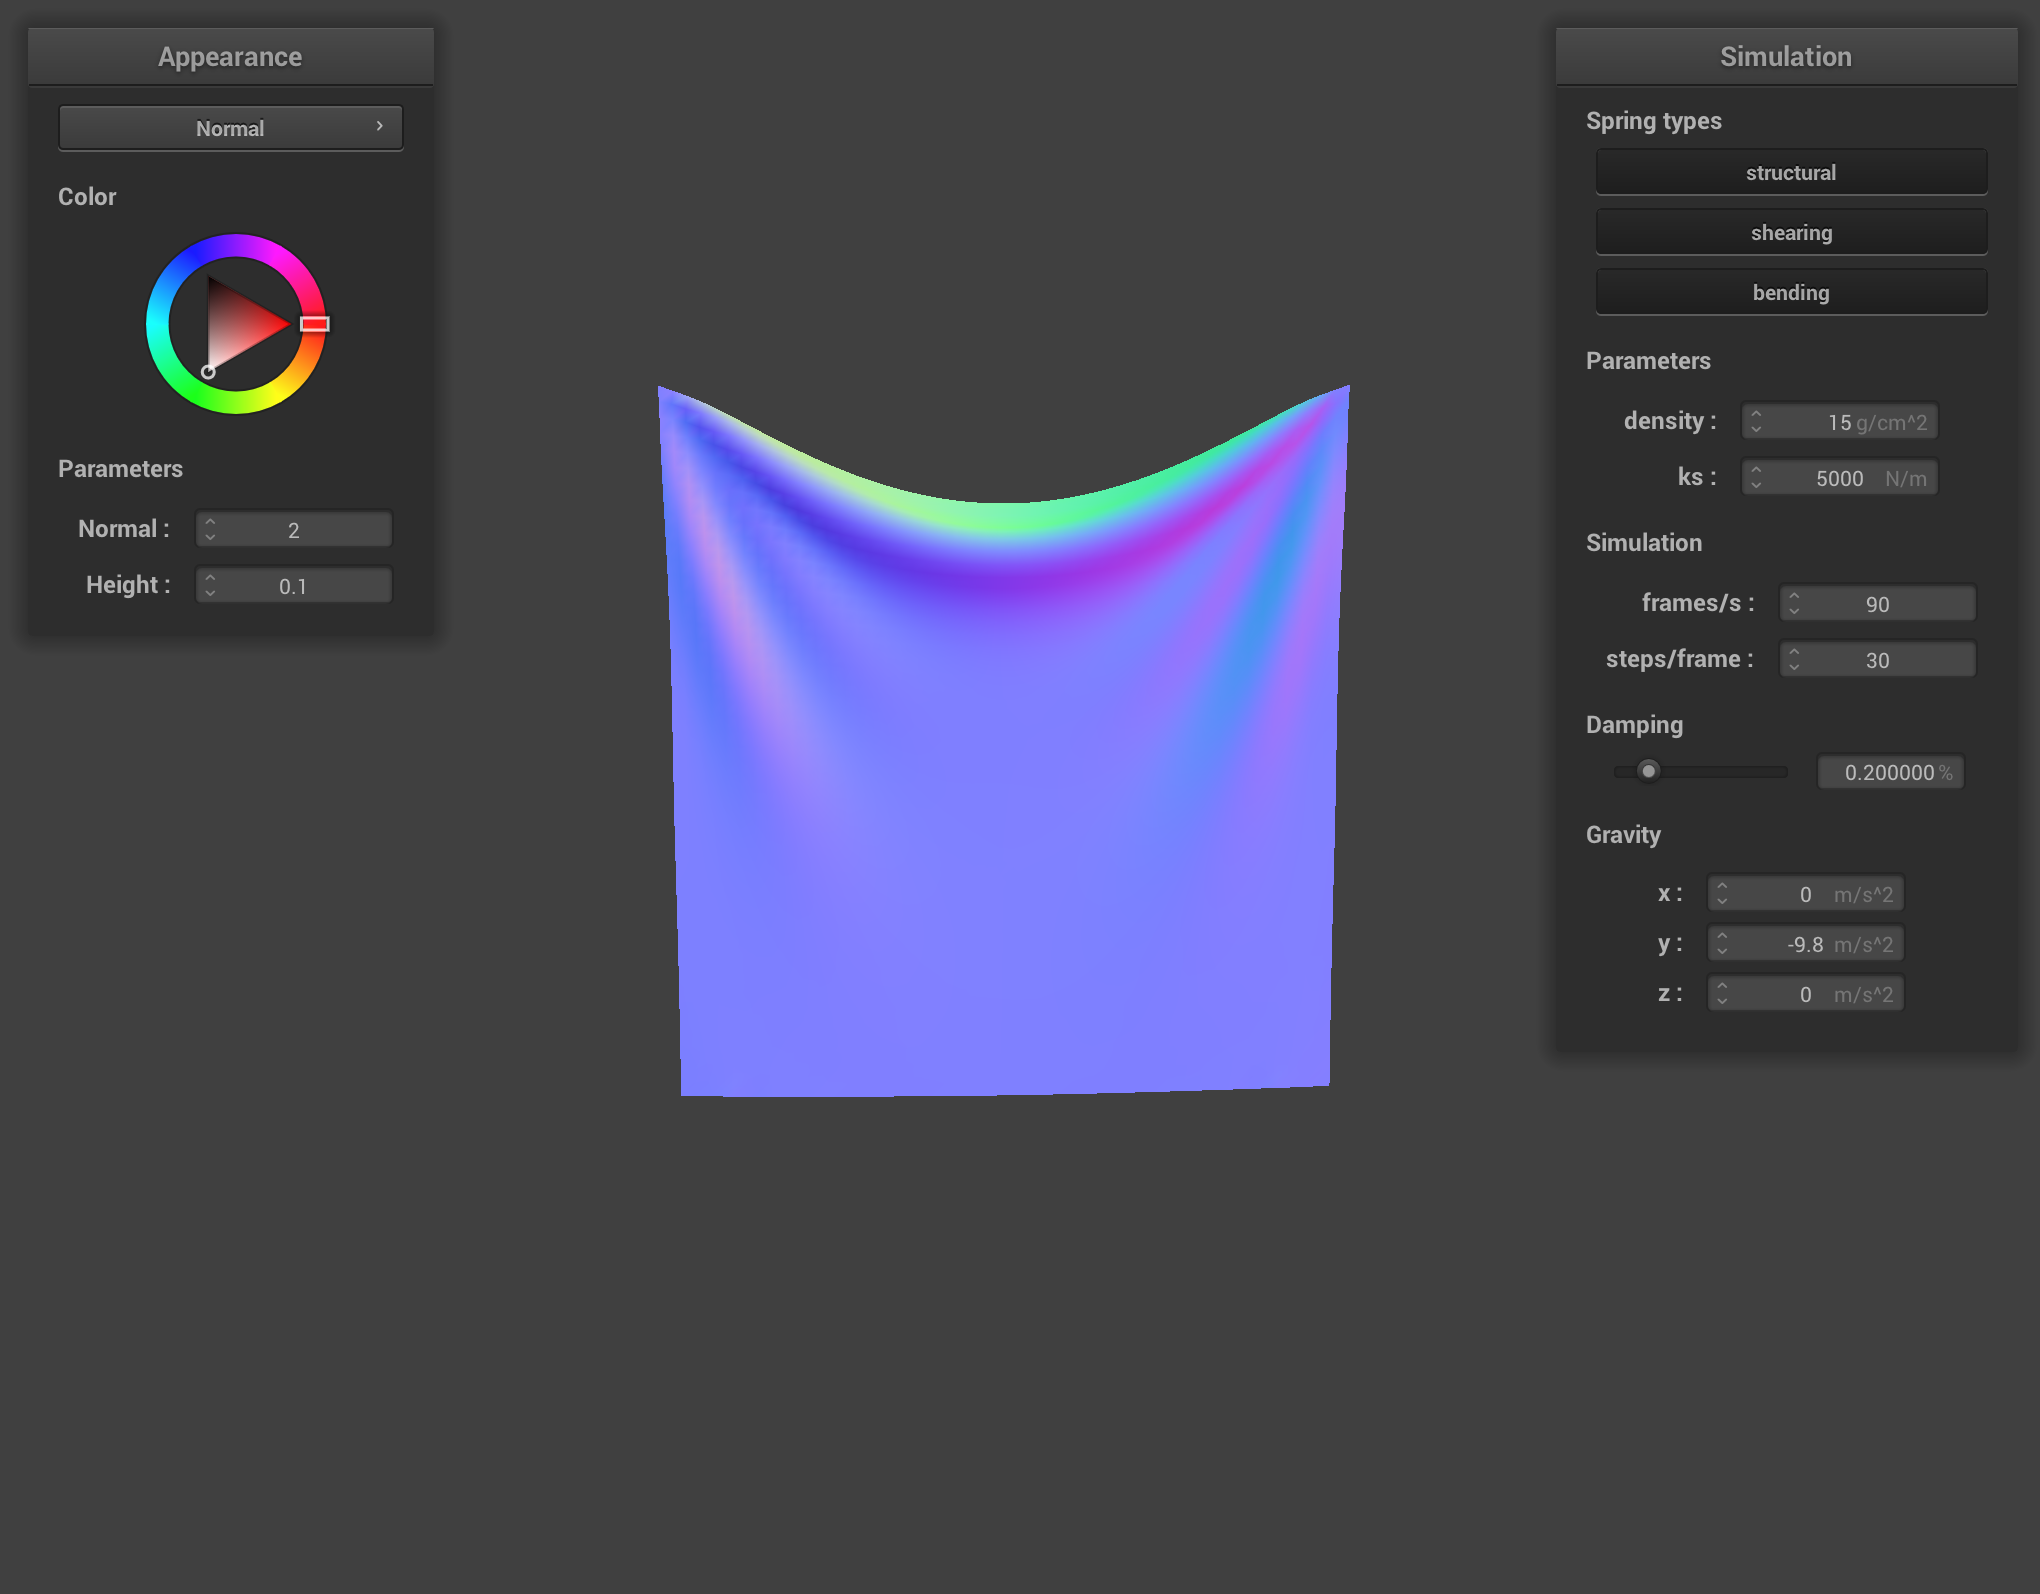 Appearance
Normal
Color
Parameters
Normal : 2
Height : 0.1
Simulation
Spring types
structural
shearing
bending
Parameters
density : 15 g/cm^2
ks : 5000 N/m
Simulation
frames/s : 90
steps/frame : 30
Damping
0.200000 %
Gravity
x : 0 m/s^2
y : -9.8 m/s^2
z : 0 m/s^2